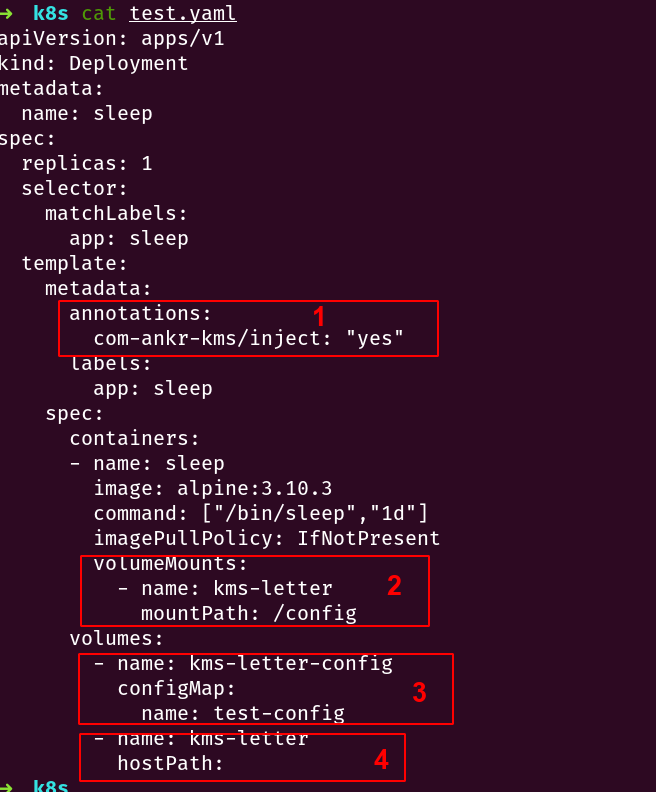 → k8s cat test.yaml
apiVersion: apps/v1
kind: Deployment
metadata:
  name: sleep
spec:
  replicas: 1
  selector:
    matchLabels:
      app: sleep
  template:
    metadata:
      annotations: 1
        com-ankr-kms/inject: "yes"
      labels:
        app: sleep
    spec:
      containers:
      - name: sleep
        image: alpine:3.10.3
        command: ["/bin/sleep","1d"]
        imagePullPolicy: IfNotPresent
        volumeMounts:
          - name: kms-letter 2
            mountPath: /config
      volumes:
      - name: kms-letter-config
        configMap: 3
          name: test-config
      - name: kms-letter
        hostPath: 4
→ k8s